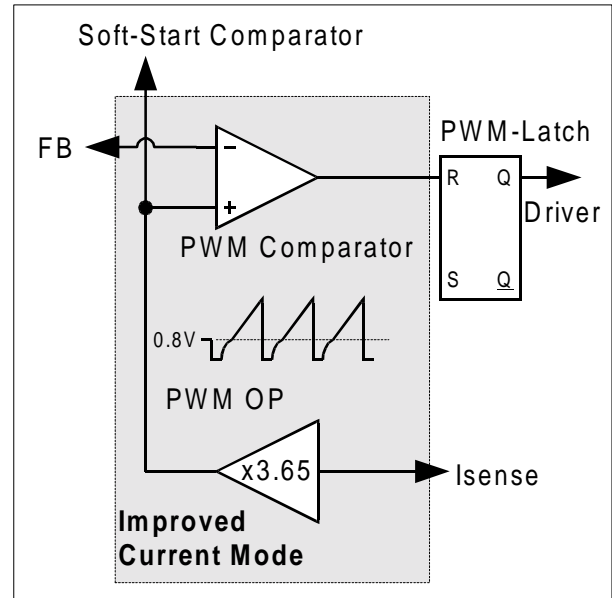 Soft-Start Comparator
FB
PWM-Latch
R Q
Driver
S Q
PWM Comparator
0.8V
PWM OP
x3.65
Isense
Improved
Current Mode